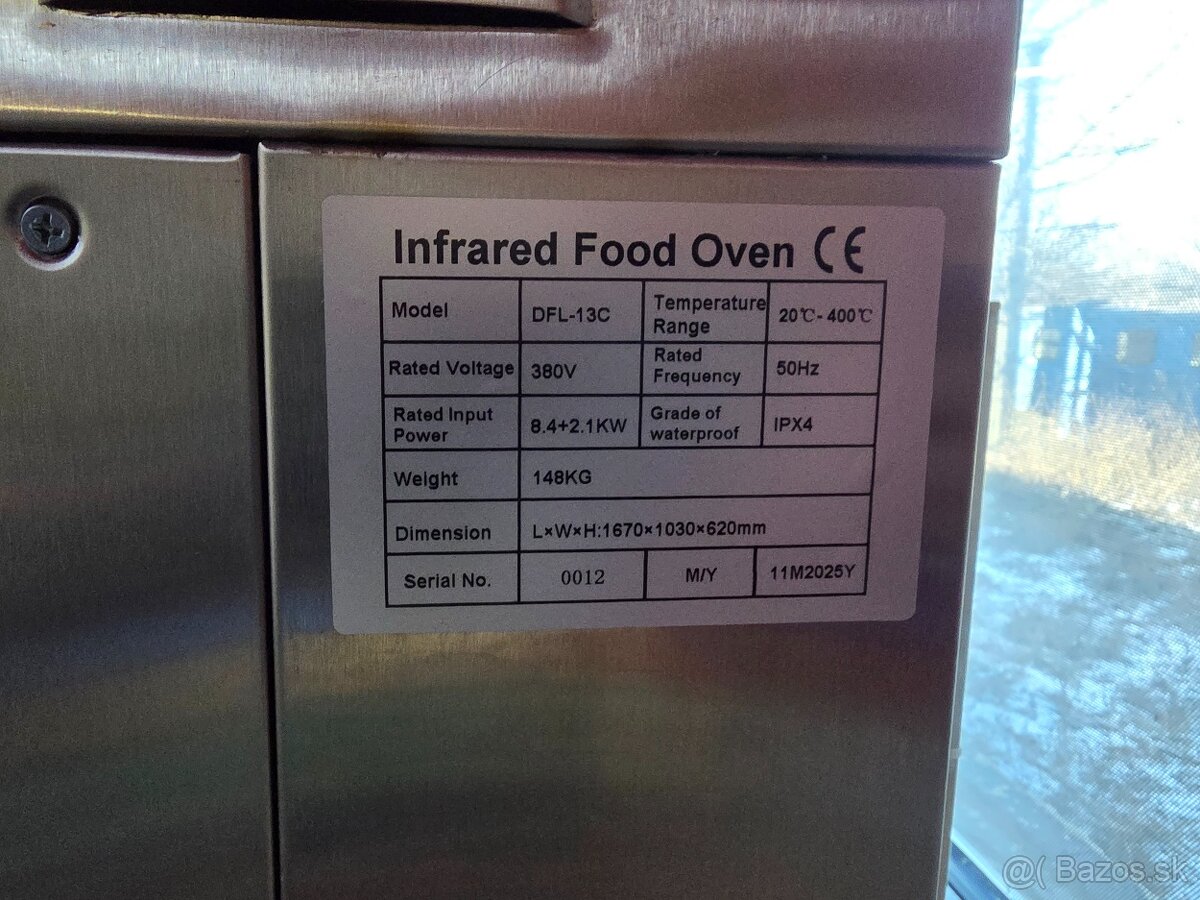 Infrared Food Oven CE
Model DFL-13C Temperature Range 20℃-400℃
Rated Voltage 380V Rated Frequency 50Hz
Rated Input Power 8.4+2.1KW Grade of waterproof IPX4
Weight 148KG
Dimension L×W×H:1670×1030×620mm
Serial No. 0012 M/Y 11M2025Y
@( Bazos.sk